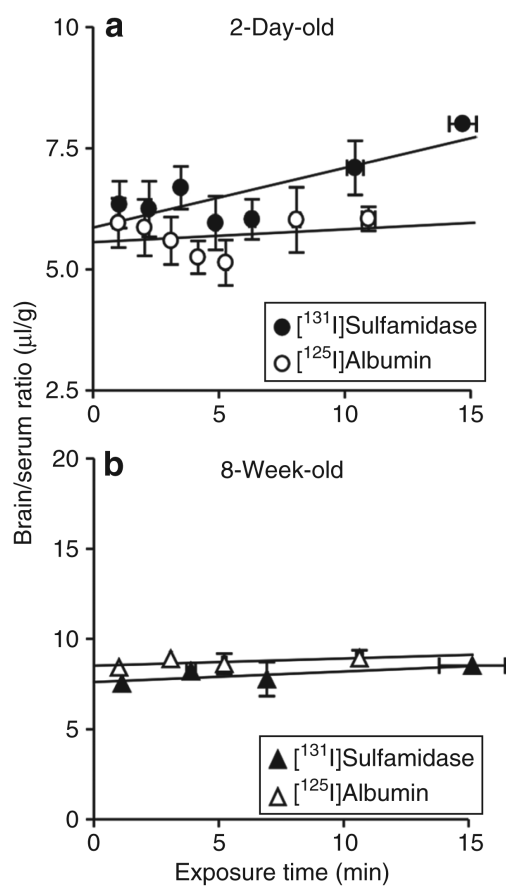 a
2-Day-old
10
7.5
5.0
2.5
[¹³¹I]Sulfamidase
[¹²⁵I]Albumin
0 5 10 15
Brain/serum ratio (μl/g)
b
8-Week-old
20
15
10
5
0
[¹³¹I]Sulfamidase
[¹²⁵I]Albumin
0 5 10 15
Exposure time (min)